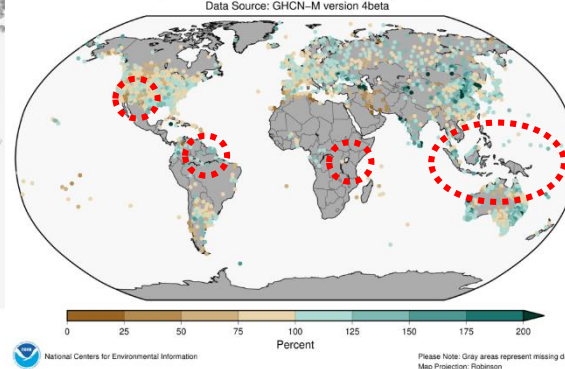 Data Source: GHCN–M version 4beta
0 25 50 75 100 125 150 175 200
Percent
National Centers for Environmental Information
Please Note: Gray areas represent missing d
Map Projection: Robinson